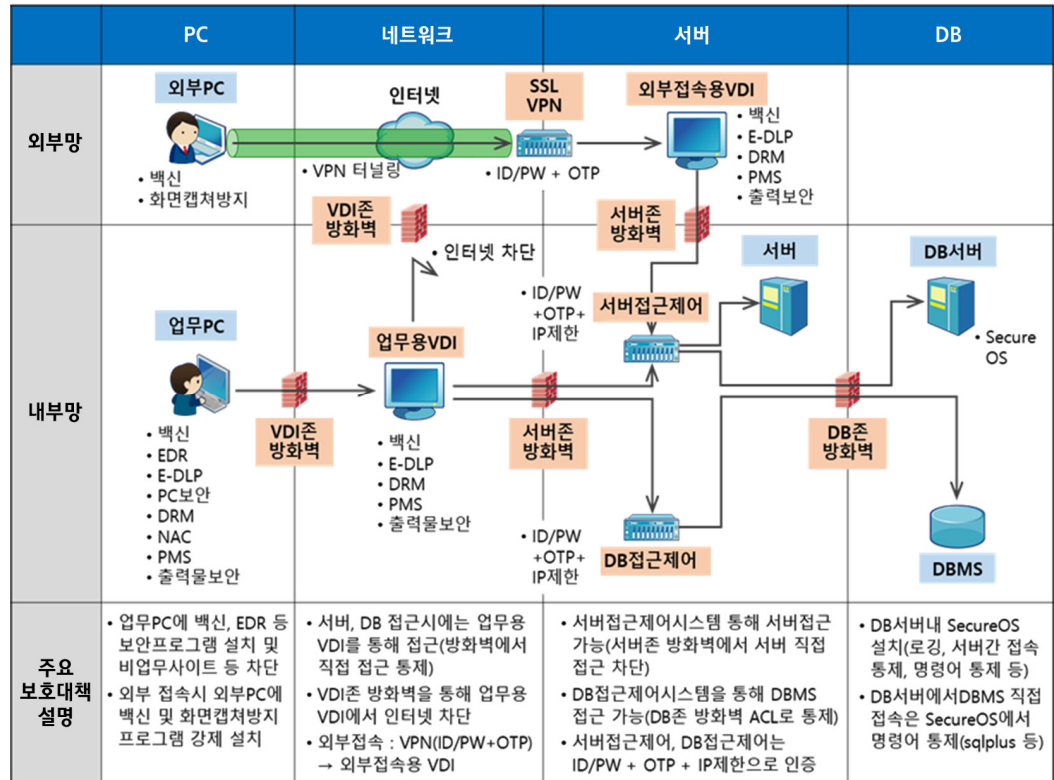 PC
네트워크
서버
DB
외부망
외부PC
• 백신
• 화면캡쳐방지
인터넷
• VPN 터널링
SSL
VPN
• ID/PW + OTP
외부접속용VDI
• 백신
• E-DLP
• DRM
• PMS
• 출력보안
VDI존
방화벽
• 인터넷 차단
서버존
방화벽
내부망
업무PC
• 백신
• EDR
• E-DLP
• PC보안
• DRM
• NAC
• PMS
• 출력물보안
VDI존
방화벽
업무용VDI
• 백신
• E-DLP
• DRM
• PMS
• 출력물보안
서버존
방화벽
• ID/PW
+OTP+
IP제한
서버접근제어
서버
• ID/PW
+OTP+
IP제한
DB접근제어
DB존
방화벽
DB서버
• Secure
OS
DBMS
주요
보호대책
설명
• 업무PC에 백신, EDR 등
보안프로그램 설치 및
비업무사이트 등 차단
• 외부 접속시 외부PC에
백신 및 화면캡쳐방지
프로그램 강제 설치
• 서버, DB 접근시에는 업무용
VDI를 통해 접근(방화벽에서
직접 접근 통제)
• VDI존 방화벽을 통해 업무용
VDI에서 인터넷 차단
• 외부접속 : VPN(ID/PW+OTP)
→ 외부접속용 VDI
• 서버접근제어시스템 통해 서버접근
가능(서버존 방화벽에서 서버 직접
접근 차단)
• DB접근제어시스템을 통해 DBMS
접근 가능(DB존 방화벽 ACL로 통제)
• 서버접근제어, DB접근제어는
ID/PW + OTP + IP제한으로 인증
• DB서버내 SecureOS
설치(로깅, 서버간 접속
통제, 명령어 통제 등)
• DB서버에서DBMS 직접
접속은 SecureOS에서
명령어 통제(sqlplus 등)